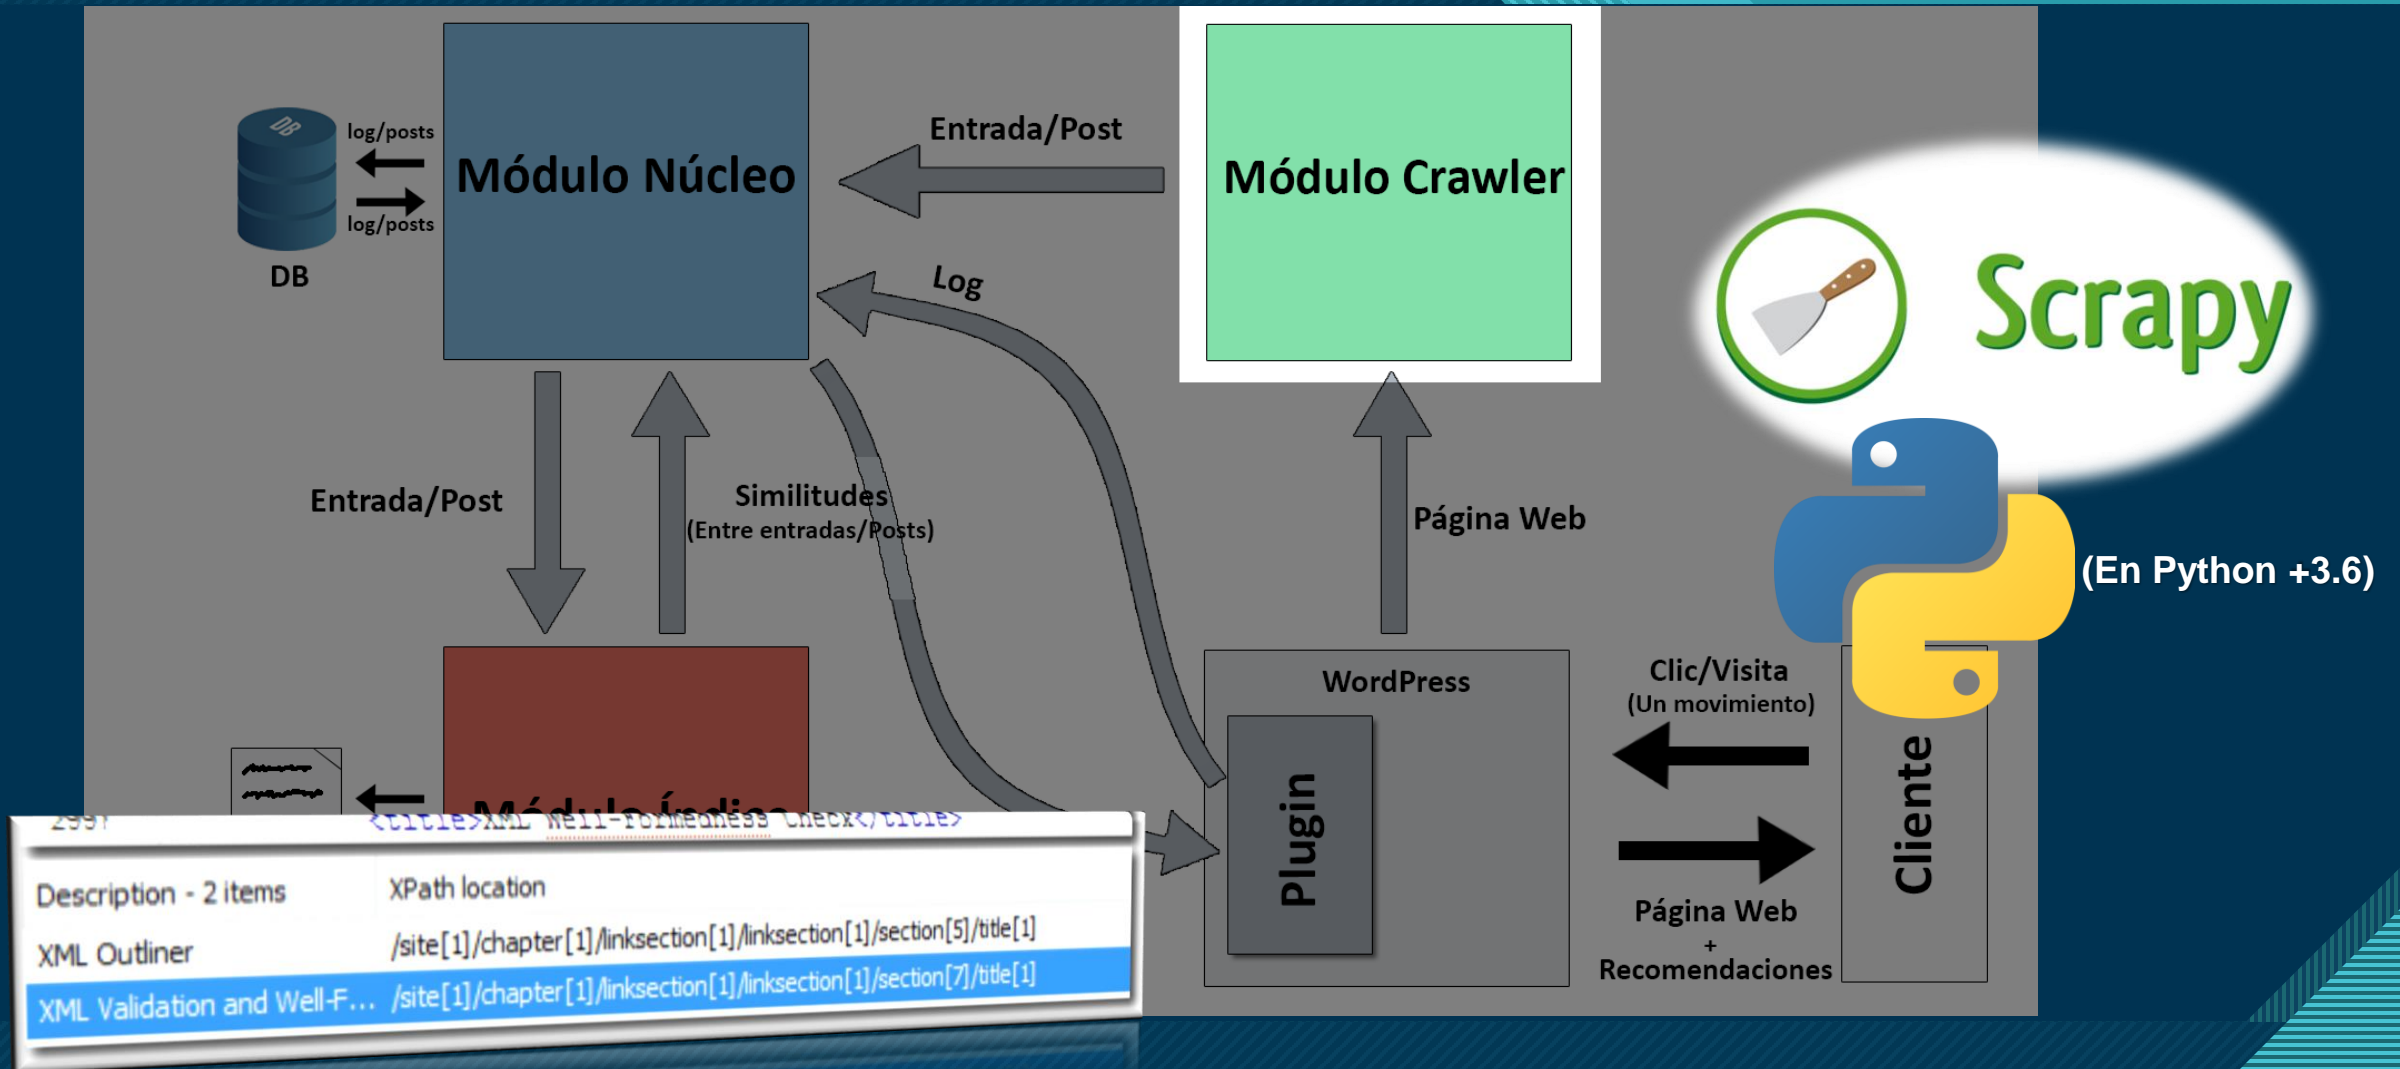 DB
log/posts
log/posts
DB
Módulo Núcleo
Entrada/Post
Módulo Crawler
Scrapy
Log
Entrada/Post
Similitudes
(Entre entradas/Posts)
Página Web
(En Python +3.6)
WordPress
Plugin
Clic/Visita
(Un movimiento)
Cliente
Página Web
+
Recomendaciones
Módulo Índice
<title>XML Well-Formedness Check</title>
Description - 2 items XPath location
XML Outliner /site[1]/chapter[1]/linksection[1]/linksection[1]/section[5]/title[1]
XML Validation and Well-F... /site[1]/chapter[1]/linksection[1]/linksection[1]/section[7]/title[1]